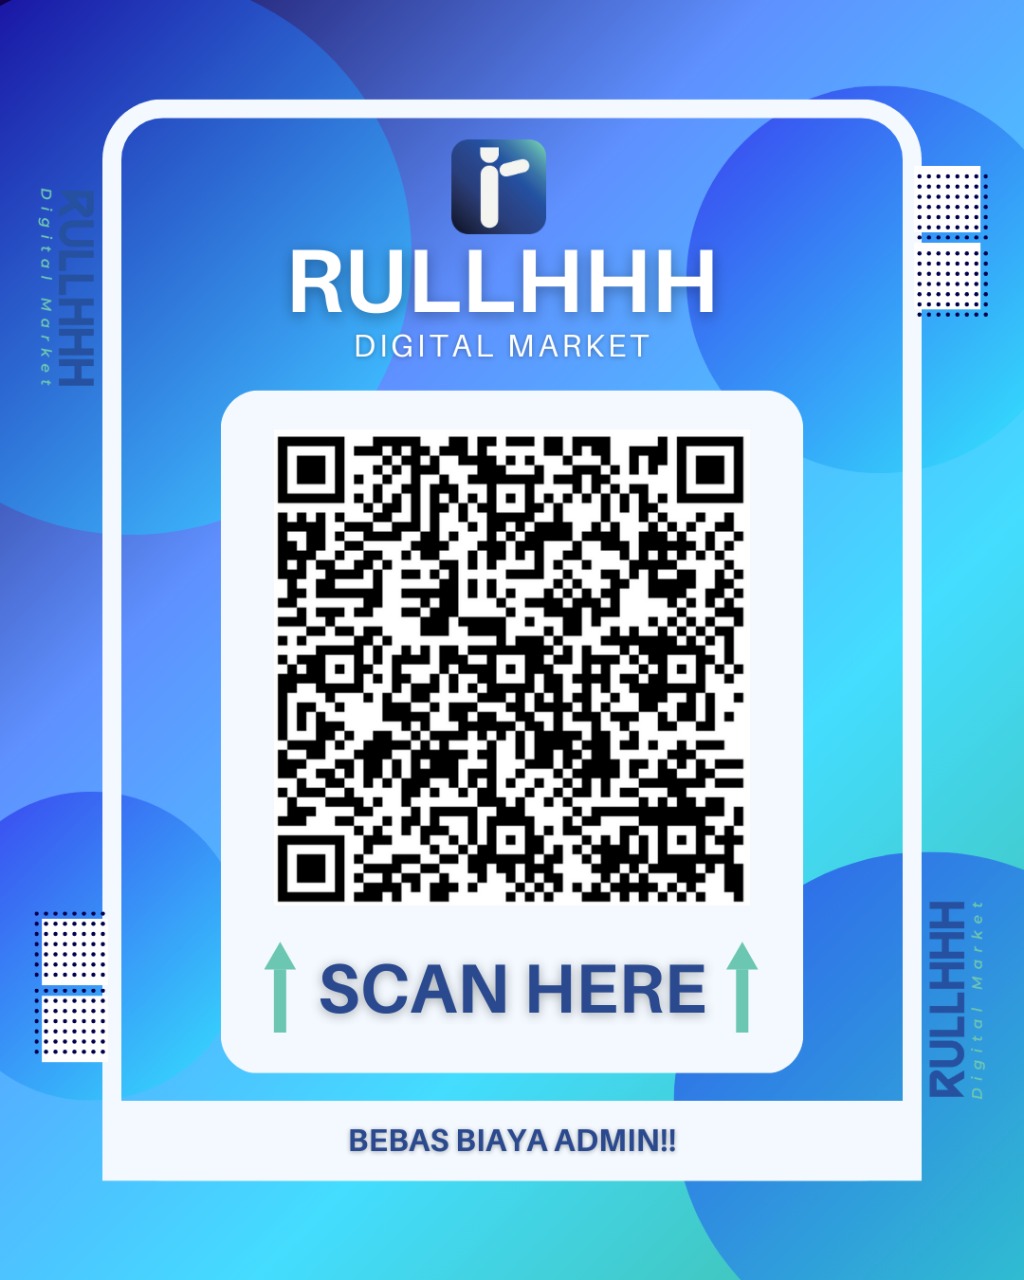 RULLHHH
DIGITAL MARKET
RULLHHH
Digital Market
SCAN HERE
RULLHHH
Digital Market
BEBAS BIAYA ADMIN!!